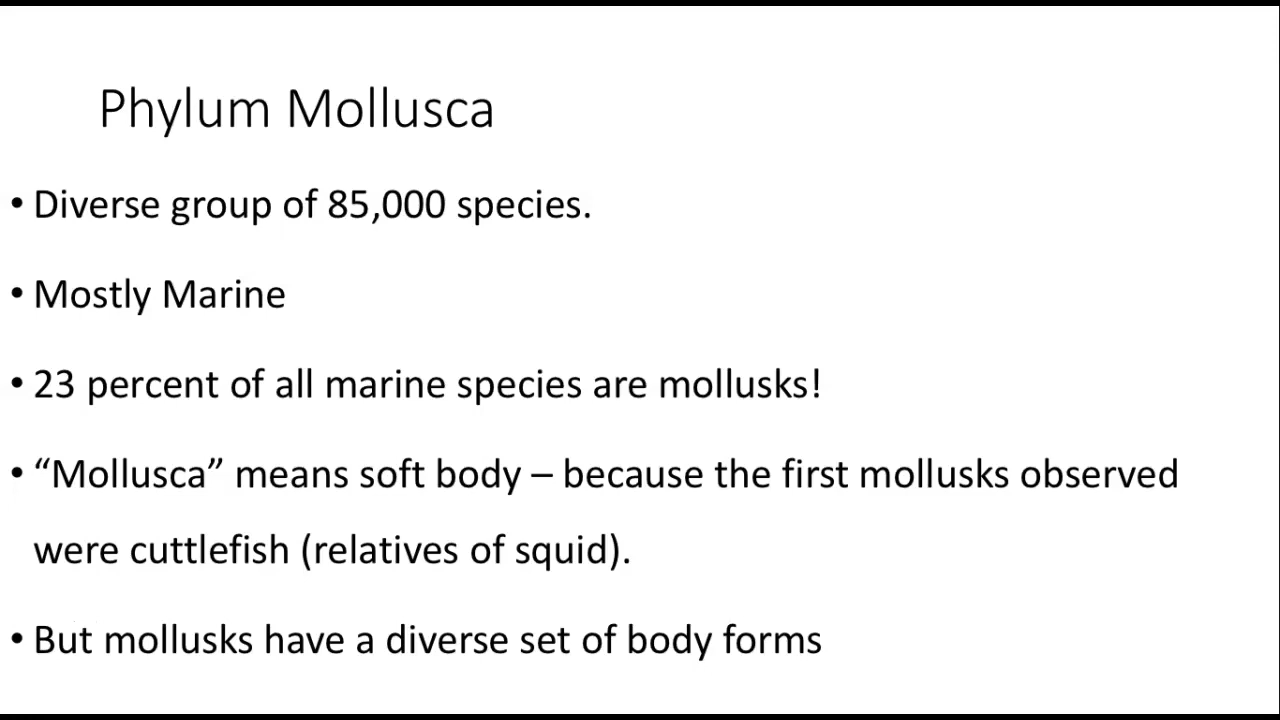 Phylum Mollusca
• Diverse group of 85,000 species.
• Mostly Marine
• 23 percent of all marine species are mollusks!
• “Mollusca” means soft body – because the first mollusks observed
were cuttlefish (relatives of squid).
• But mollusks have a diverse set of body forms